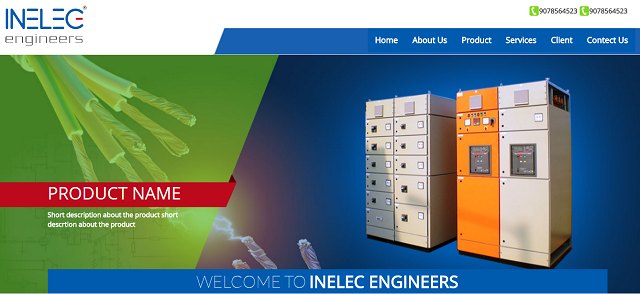 INELEC®
engineers
9078564523 9078564523
Home About Us Product Services Client Contact Us
PRODUCT NAME
Short description about the product short
descrtion about the product
WELCOME TO INELEC ENGINEERS